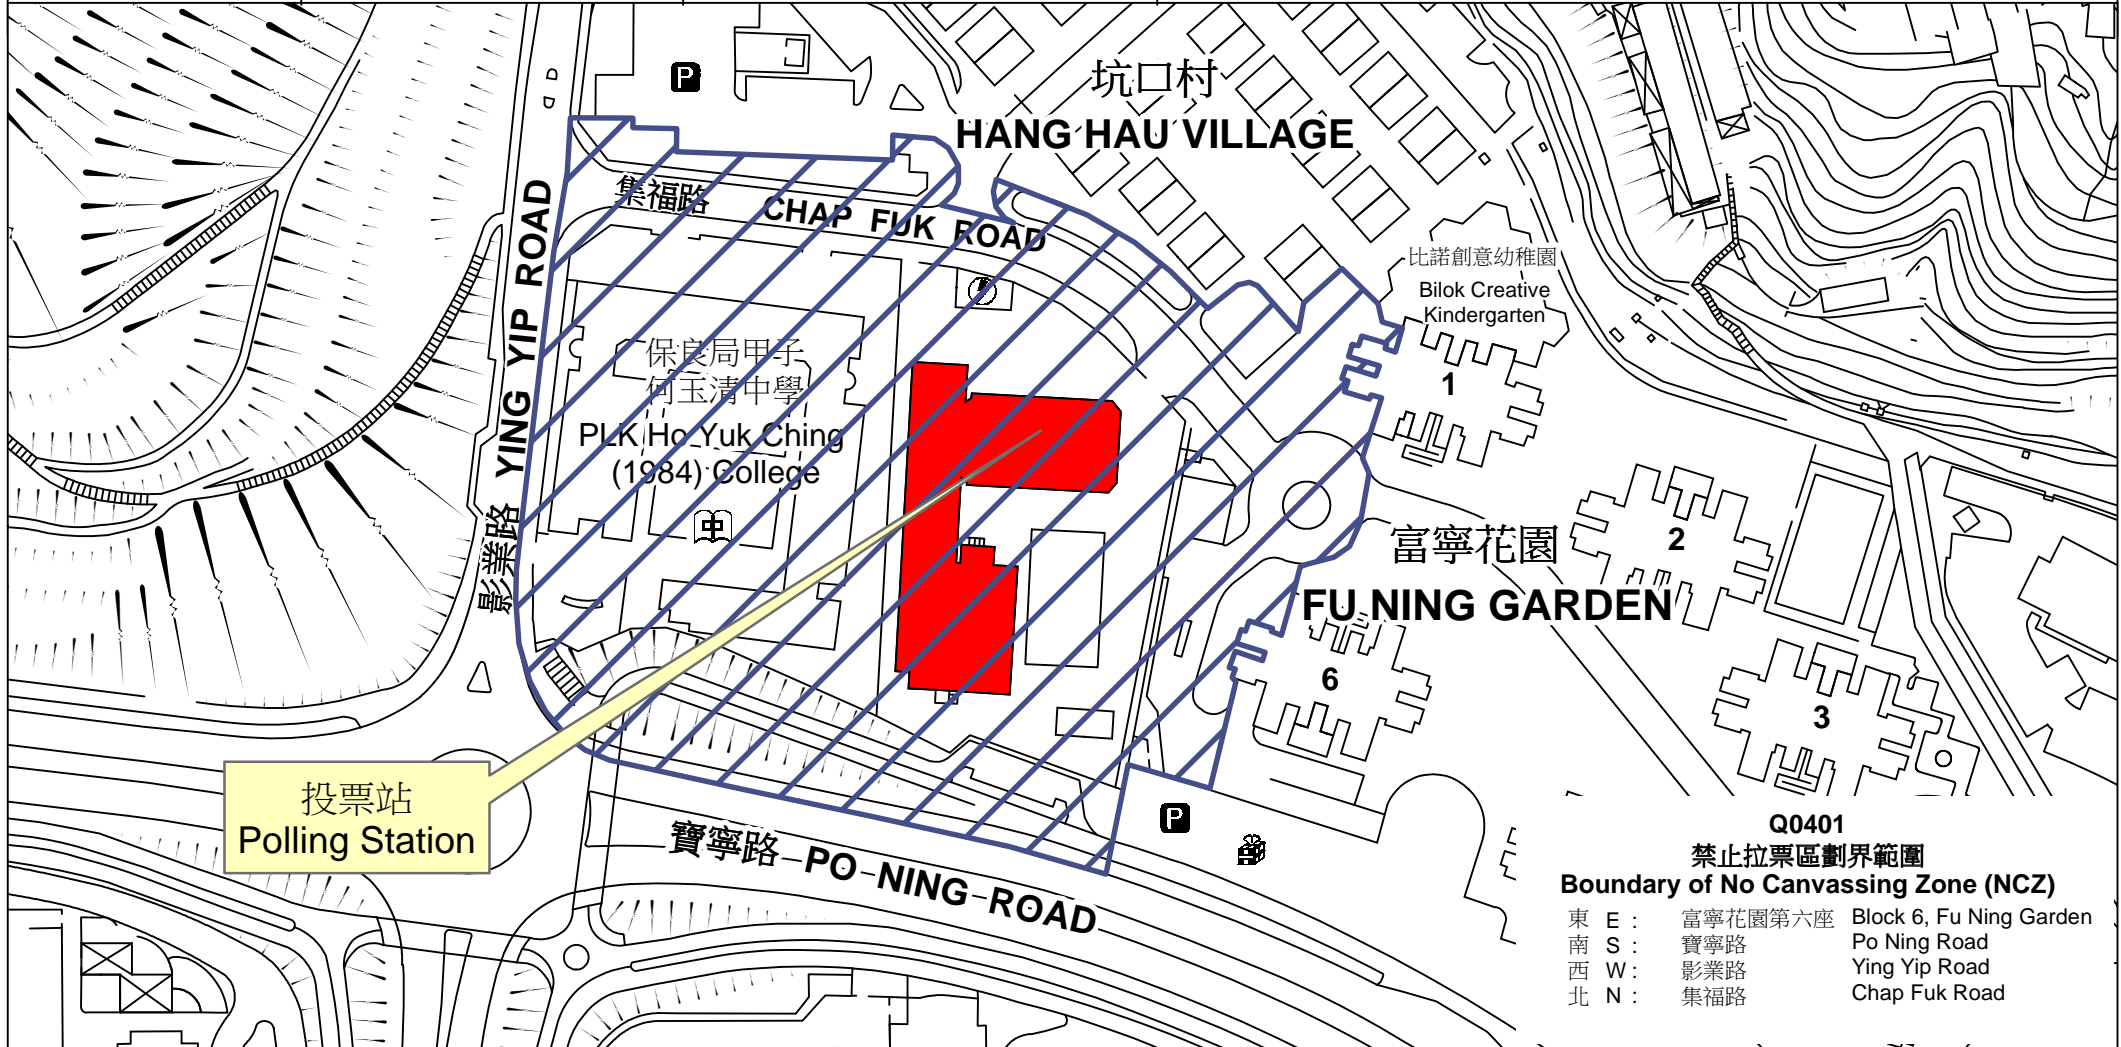 P
坑口村
HANG HAU VILLAGE
集福路 CHAP FUK ROAD
影業路 YING YIP ROAD
比諾創意幼稚園
Bilok Creative
Kindergarten
保良局甲子
何玉清中學
PLK Ho Yuk Ching
(1984) College
中
1
2
富寧花園
FU NING GARDEN
6
3
投票站
Polling Station
P
寶寧路 PO NING ROAD
Q0401
禁止拉票區劃界範圍
Boundary of No Canvassing Zone (NCZ)
東 E : 富寧花園第六座 Block 6, Fu Ning Garden
南 S : 寶寧路 Po Ning Road
西 W : 影業路 Ying Yip Road
北 N : 集福路 Chap Fuk Road